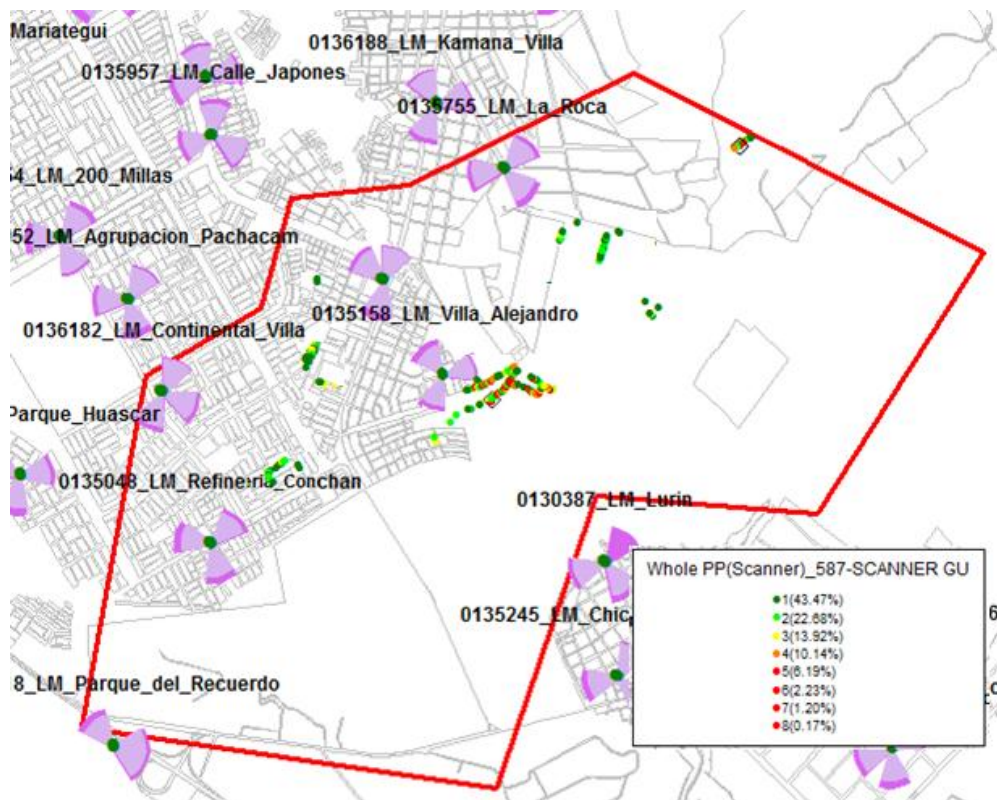 Mariategui
0136188_LM_Kamana_Villa
0135957_LM_Calle_Japones
0135755_LM_La_Roca
4_LM_200_Millas
52_LM_Agrupacion_Pachacam
0135158_LM_Villa_Alejandro
0136182_LM_Continental_Villa
Parque_Huascar
0135048_LM_Refineria_Conchan
0130387_LM_Lurin
Whole PP(Scanner)_587-SCANNER GU
1(43.47%)
2(22.68%)
3(13.92%)
4(10.14%)
5(6.19%)
6(2.23%)
7(1.20%)
8(0.17%)
0135245_LM_Chic
6
8_LM_Parque_del_Recuerdo